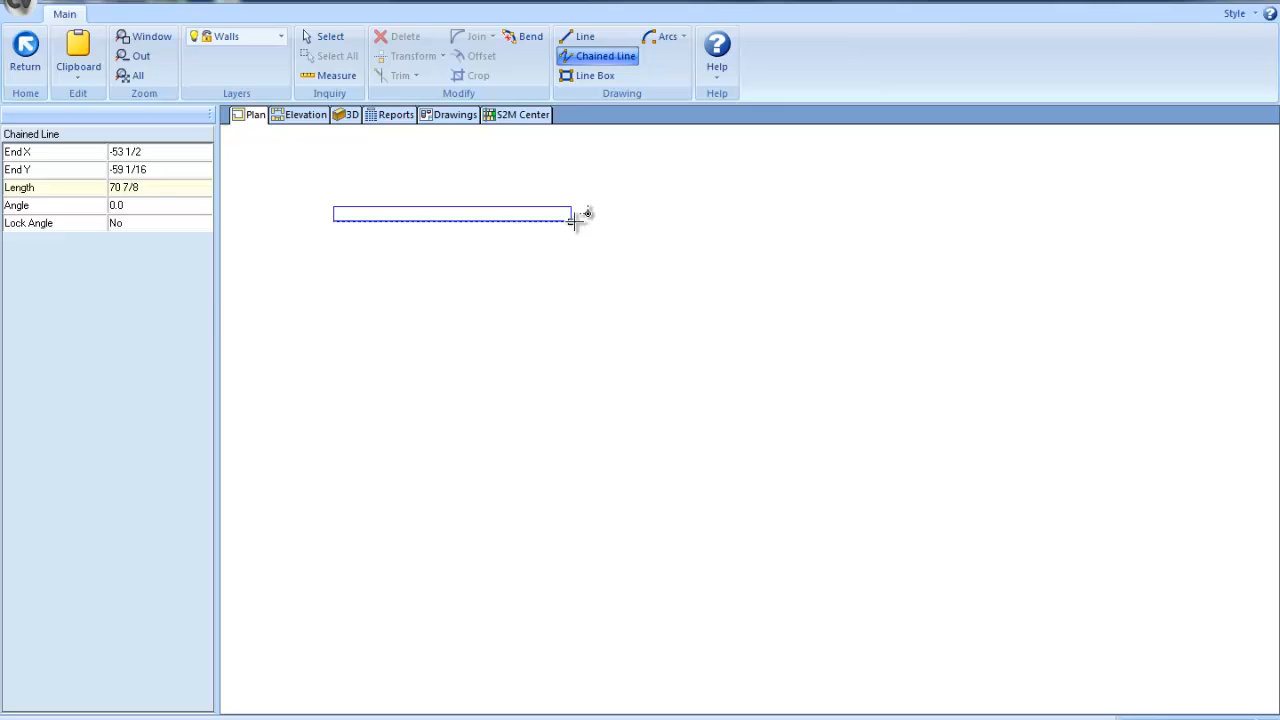 CV
Main
Style
Return
Clipboard
Window
Out
All
Walls
Select
Select All
Measure
Delete
Transform
Trim
Join
Offset
Crop
Bend
Line
Chained Line
Line Box
Arcs
Help
Home
Edit
Zoom
Layers
Inquiry
Modify
Drawing
Help
Plan
Elevation
3D
Reports
Drawings
S2M Center
Chained Line
End X -53 1/2
End Y -59 1/16
Length 70 7/8
Angle 0.0
Lock Angle No